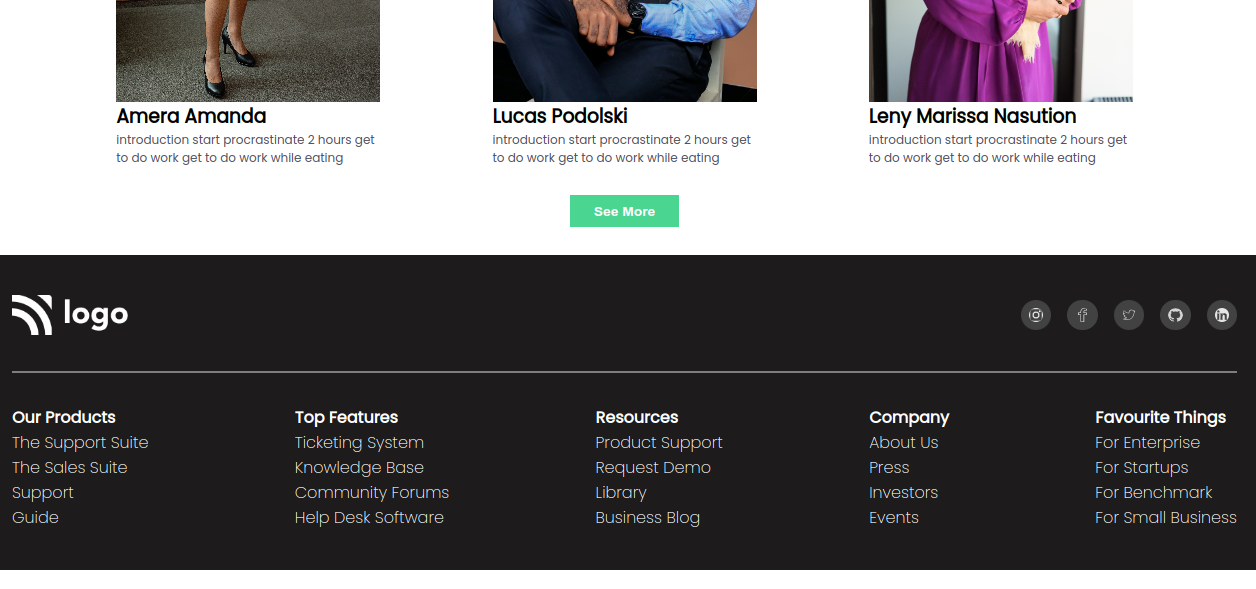 Amera Amanda
introduction start procrastinate 2 hours get
to do work get to do work while eating
Lucas Podolski
introduction start procrastinate 2 hours get
to do work get to do work while eating
Leny Marissa Nasution
introduction start procrastinate 2 hours get
to do work get to do work while eating
See More
logo
Our Products
The Support Suite
The Sales Suite
Support
Guide
Top Features
Ticketing System
Knowledge Base
Community Forums
Help Desk Software
Resources
Product Support
Request Demo
Library
Business Blog
Company
About Us
Press
Investors
Events
Favourite Things
For Enterprise
For Startups
For Benchmark
For Small Business